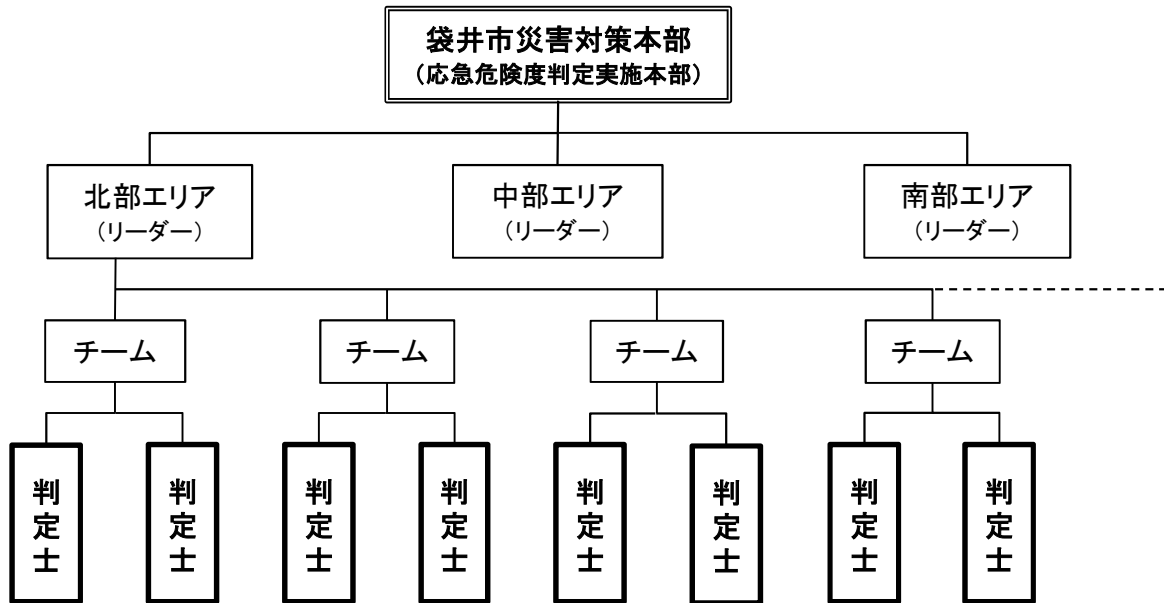 袋井市災害対策本部
（応急危険度判定実施本部）
北部エリア
（リーダー）
中部エリア
（リーダー）
南部エリア
（リーダー）
チーム
チーム
チーム
チーム
判定士
判定士
判定士
判定士
判定士
判定士
判定士
判定士